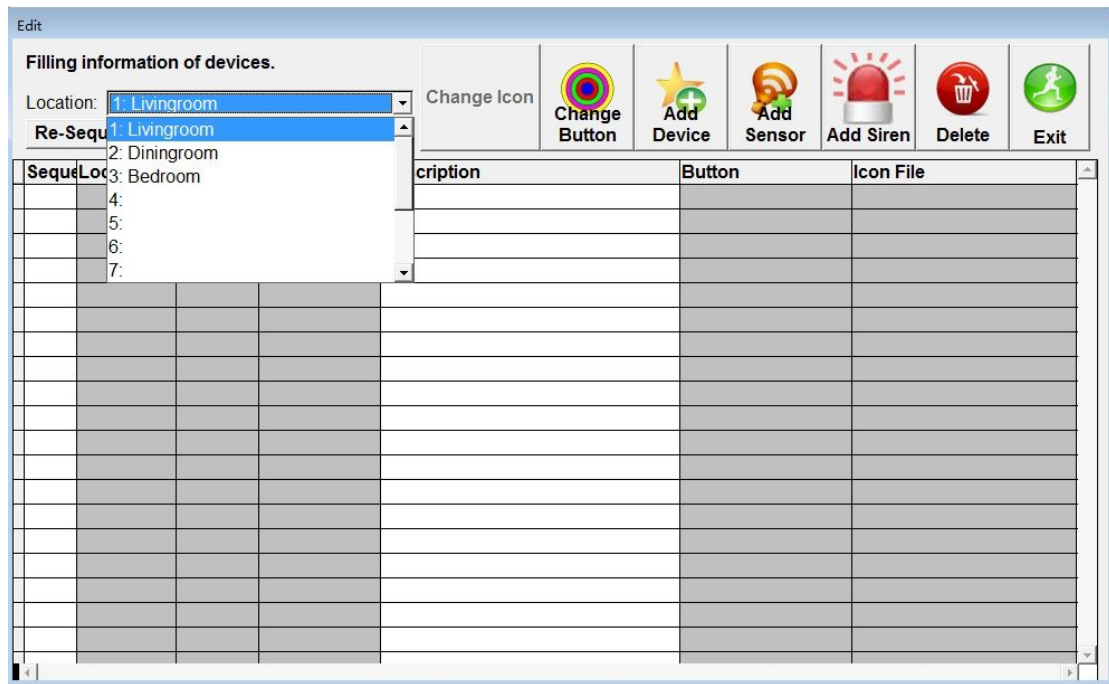 Edit
Filling information of devices.
Location: 1: Livingroom
Change Icon
Change Button
Add Device
Add Sensor
Add Siren
Delete
Exit
Re-Sequ
1: Livingroom
2: Diningroom
3: Bedroom
4:
5:
6:
7:
Seque Loc cription Button Icon File